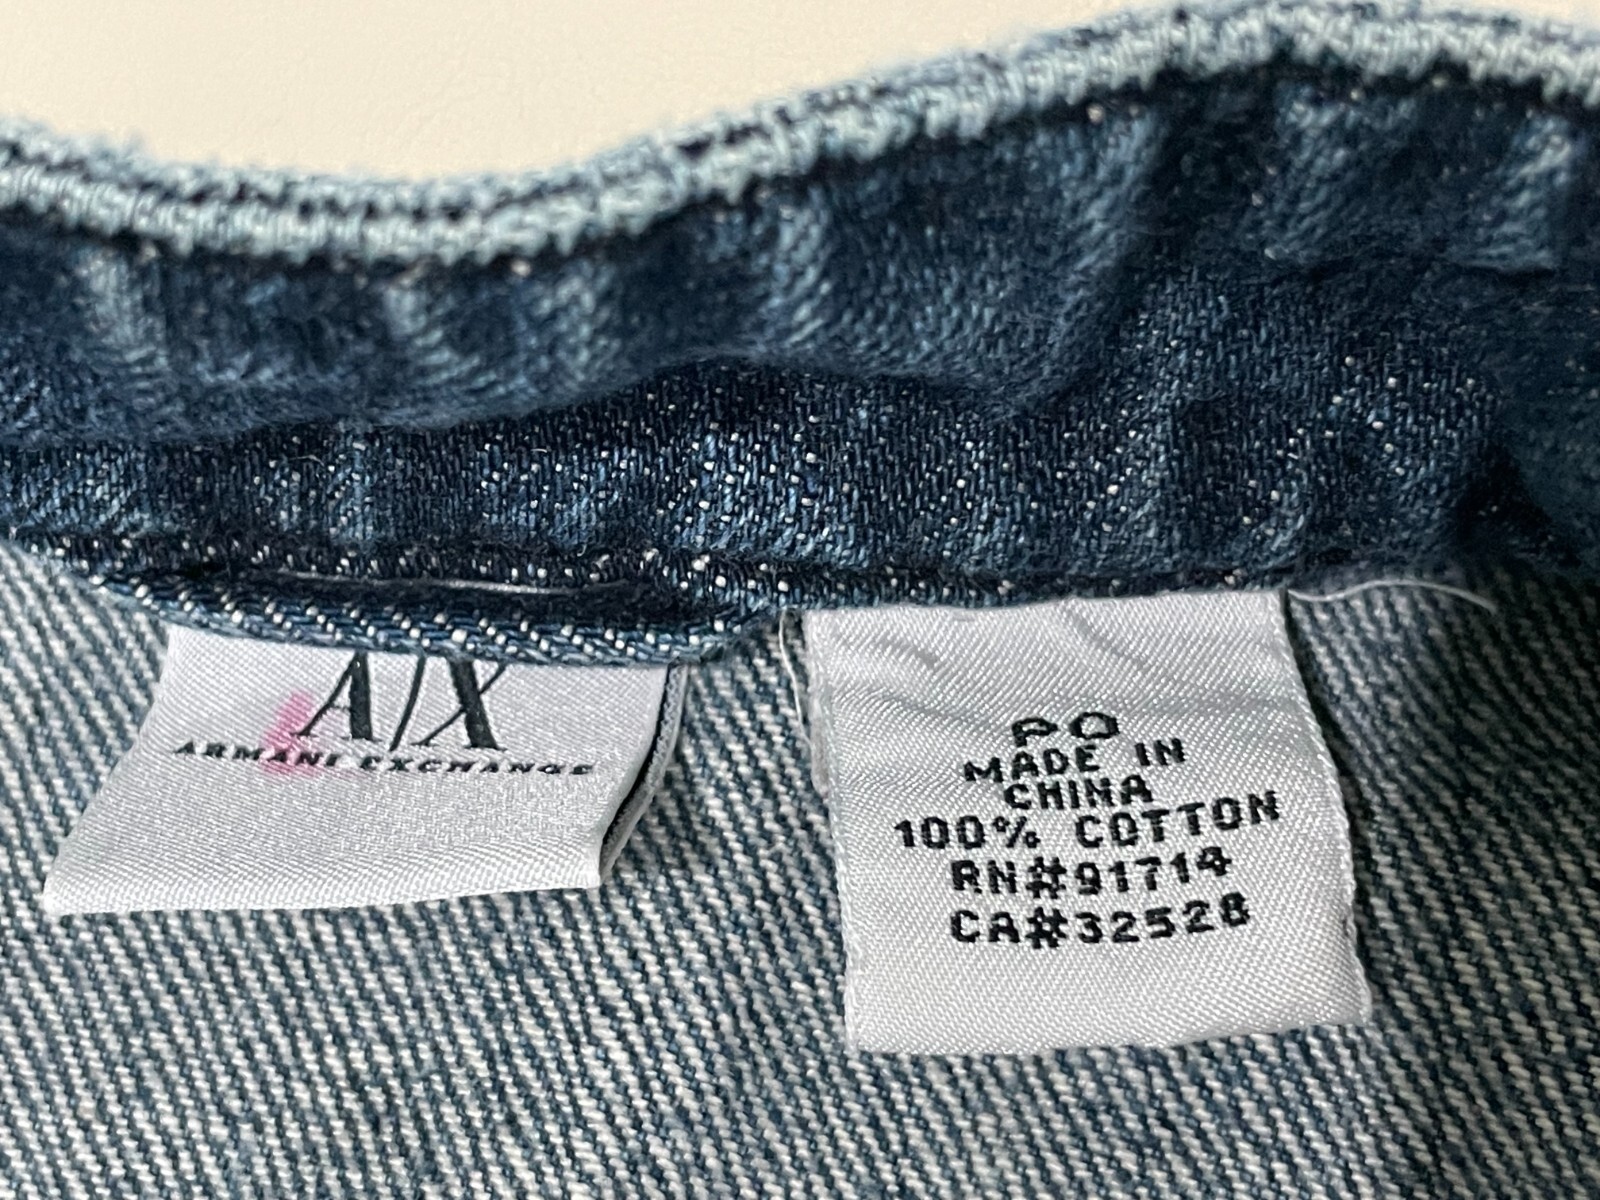 A|X
ARMANI EXCHANGE
PO
MADE IN
CHINA
100% COTTON
RN#91714
CA#32528